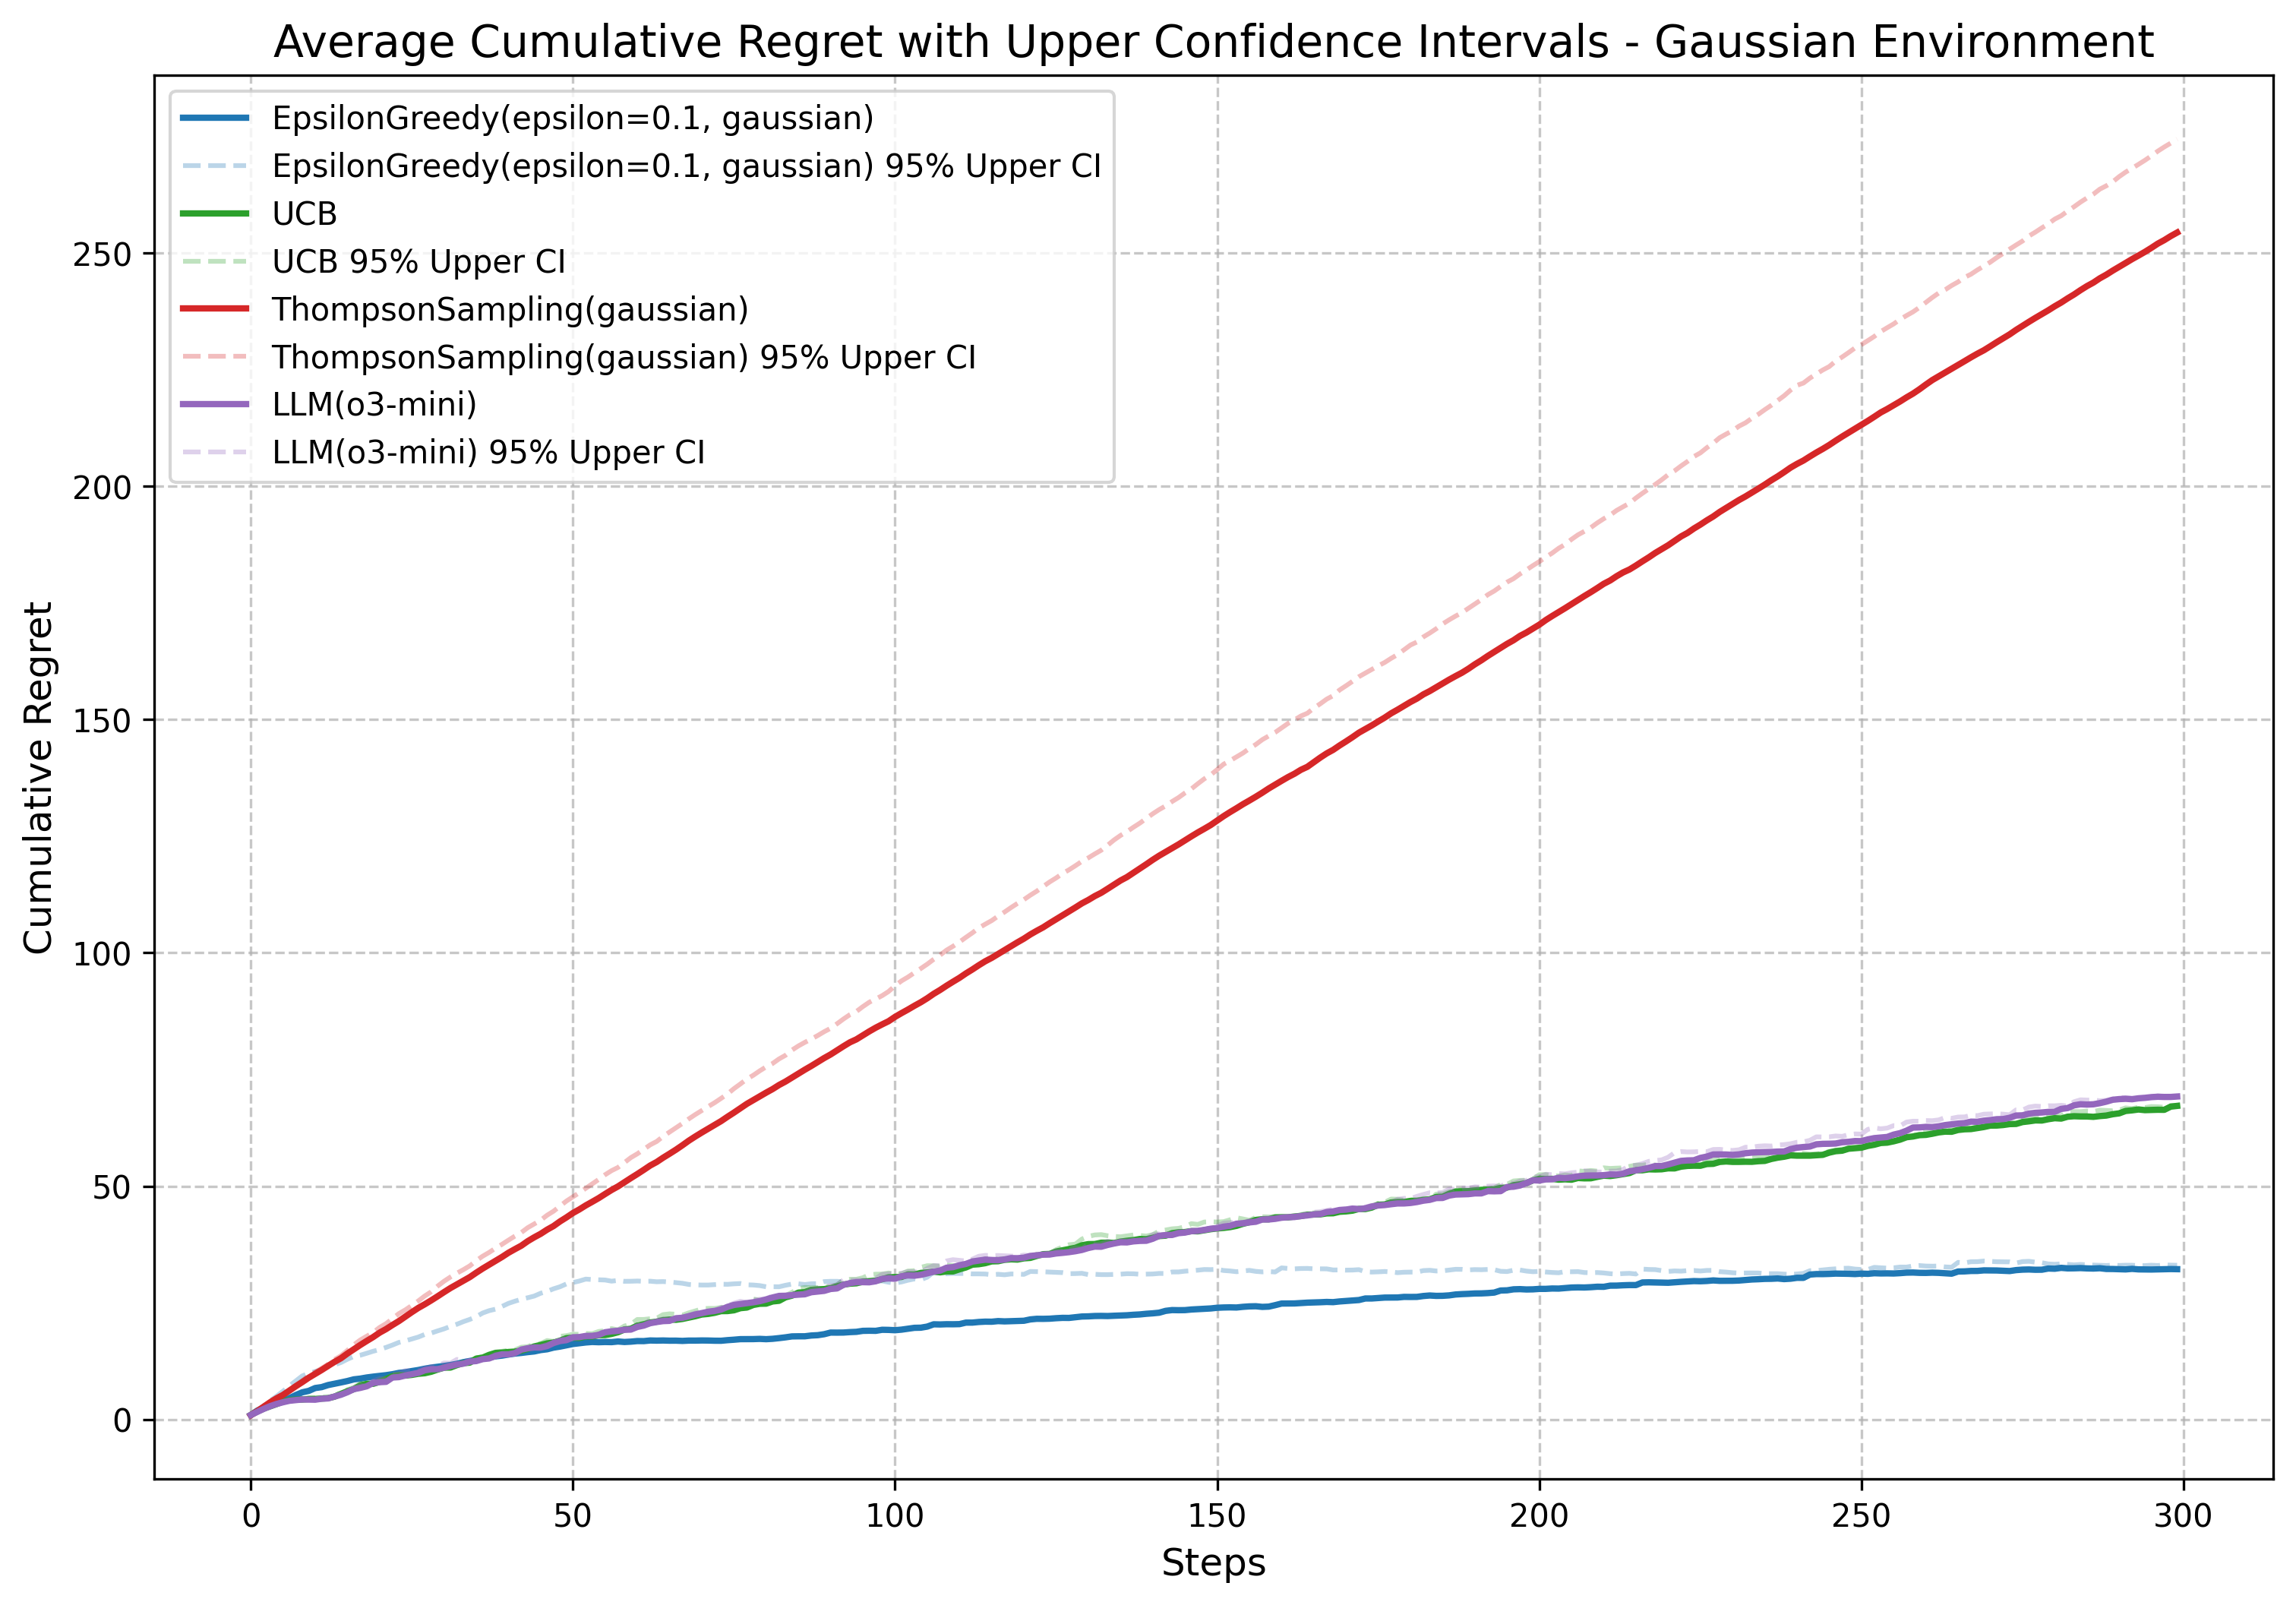 Average Cumulative Regret with Upper Confidence Intervals - Gaussian Environment
EpsilonGreedy(epsilon=0.1, gaussian)
EpsilonGreedy(epsilon=0.1, gaussian) 95% Upper CI
UCB
UCB 95% Upper CI
ThompsonSampling(gaussian)
ThompsonSampling(gaussian) 95% Upper CI
LLM(o3-mini)
LLM(o3-mini) 95% Upper CI
Cumulative Regret
250
200
150
100
50
0
0 50 100 150 200 250 300
Steps